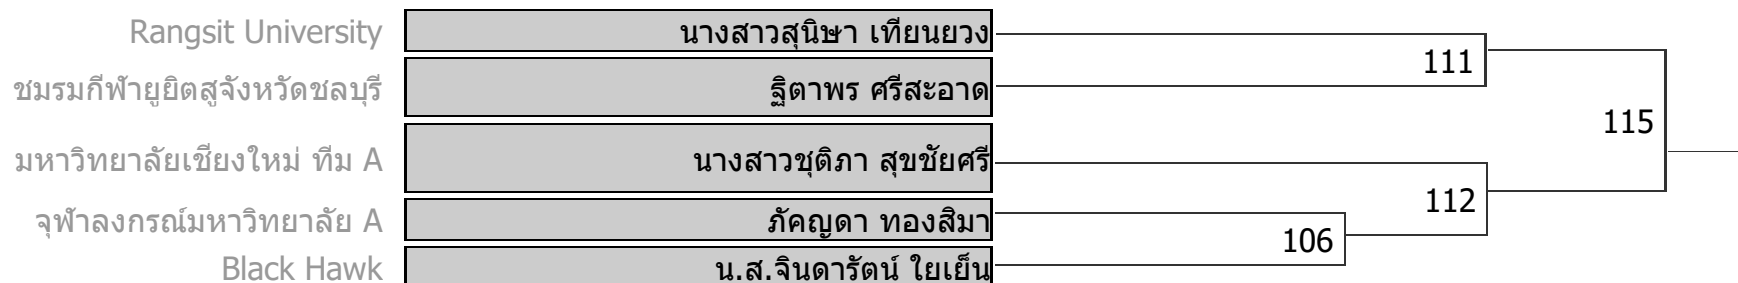 Rangsit University นางสาวสุนิษา เทียนยวง
111
ชมรมกีฬายูยิตสูจังหวัดชลบุรี ฐิตาพร ศรีสะอาด
115
มหาวิทยาลัยเชียงใหม่ ทีม A นางสาวชุติภา สุขชัยศรี
112
จุฬาลงกรณ์มหาวิทยาลัย A ภัคญดา ทองสิมา
106
Black Hawk น.ส.จินดารัตน์ ใยเย็น